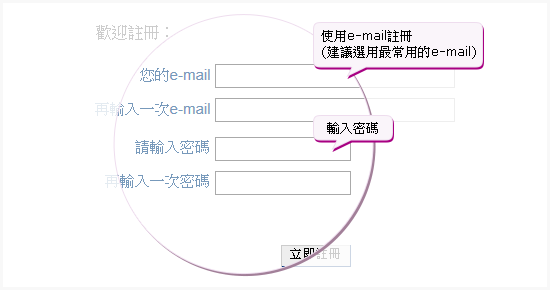 歡迎註冊：
使用e-mail註冊
(建議選用最常用的e-mail)
您的e-mail
再輸入一次e-mail
輸入密碼
請輸入密碼
再輸入一次密碼
立即註冊